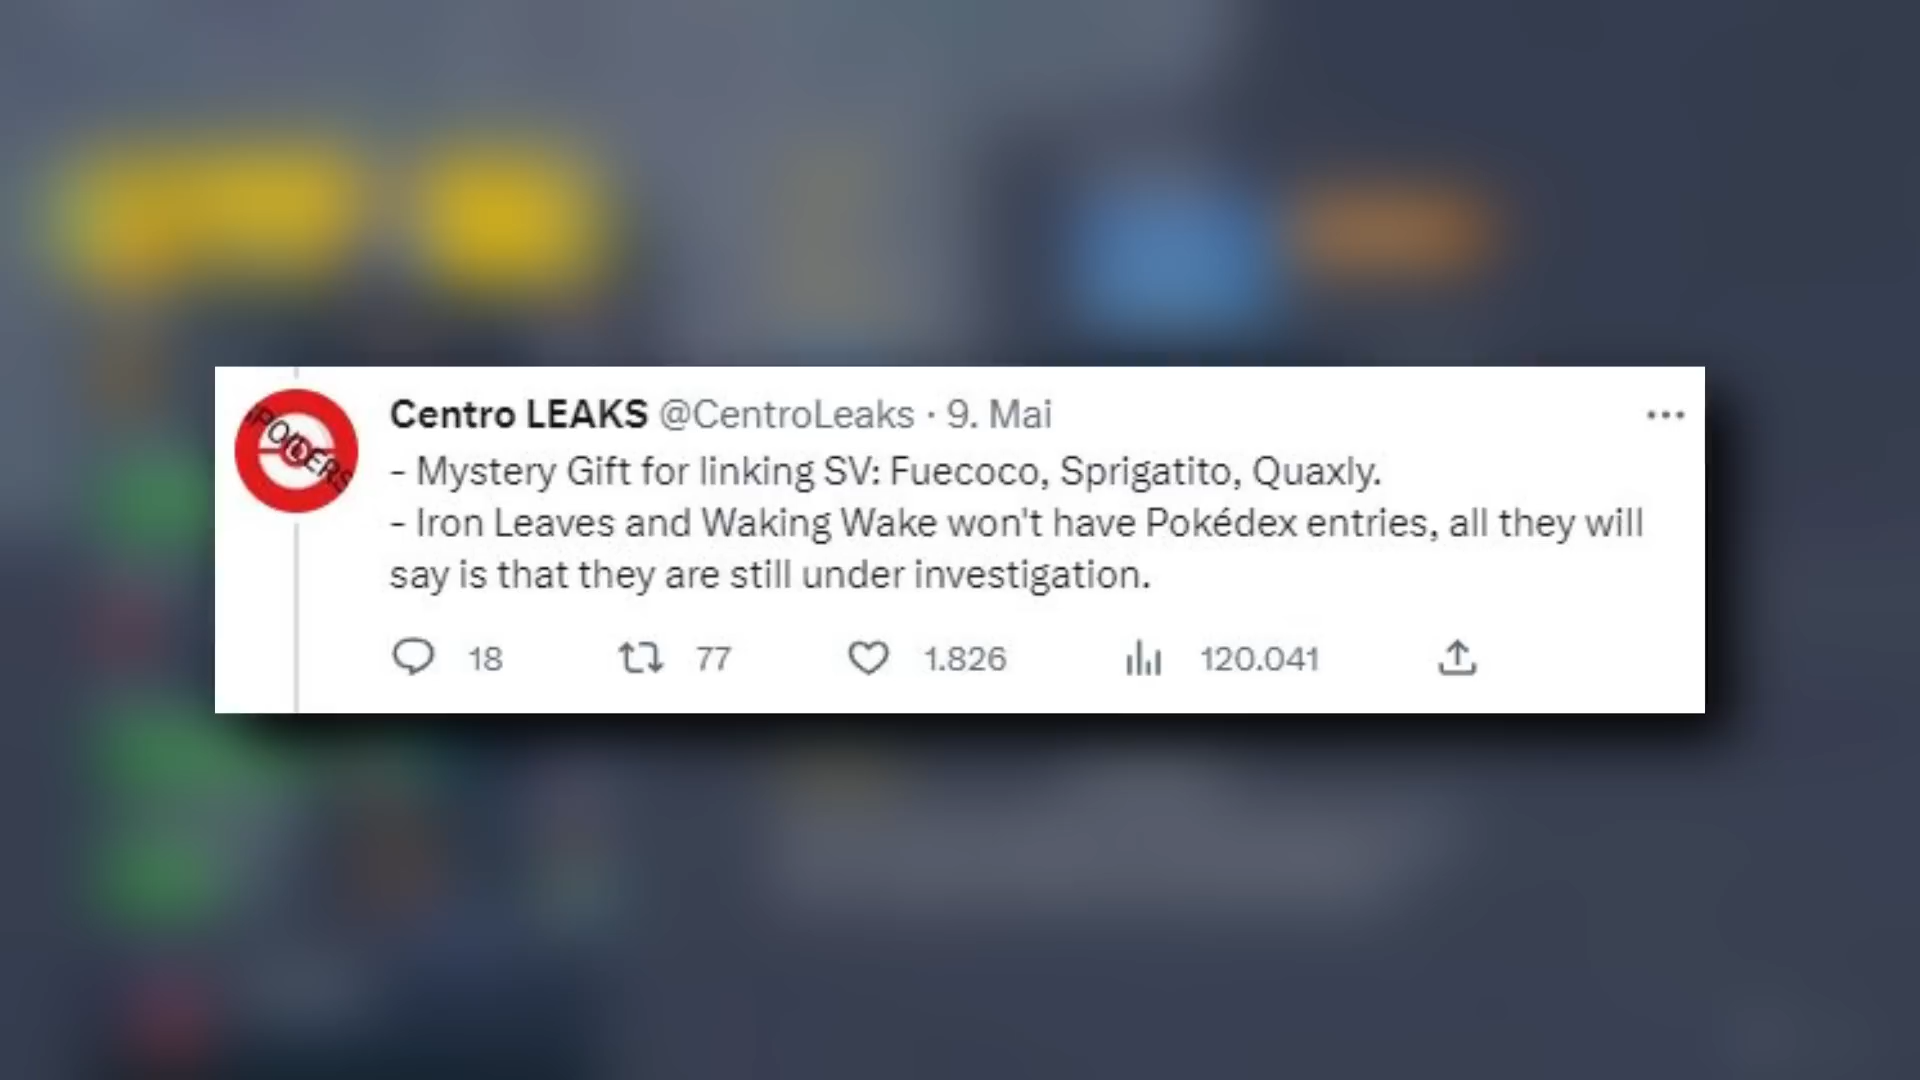 Centro LEAKS @CentroLeaks · 9. Mai
- Mystery Gift for linking SV: Fuecoco, Sprigatito, Quaxly.
- Iron Leaves and Waking Wake won't have Pokédex entries, all they will
say is that they are still under investigation.
18 77 1.826 120.041